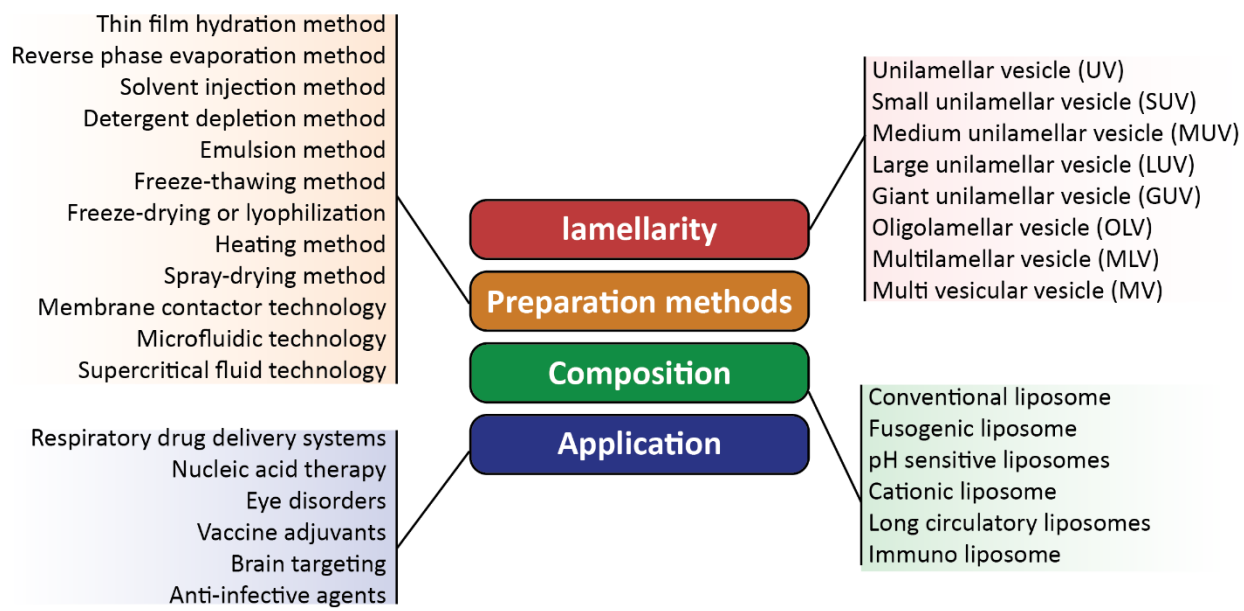 Thin film hydration method
Reverse phase evaporation method
Solvent injection method
Detergent depletion method
Emulsion method
Freeze-thawing method
Freeze-drying or lyophilization
Heating method
Spray-drying method
Membrane contactor technology
Microfluidic technology
Supercritical fluid technology
Respiratory drug delivery systems
Nucleic acid therapy
Eye disorders
Vaccine adjuvants
Brain targeting
Anti-infective agents
lamellarity
Preparation methods
Composition
Application
Unilamellar vesicle (UV)
Small unilamellar vesicle (SUV)
Medium unilamellar vesicle (MUV)
Large unilamellar vesicle (LUV)
Giant unilamellar vesicle (GUV)
Oligolamellar vesicle (OLV)
Multilamellar vesicle (MLV)
Multi vesicular vesicle (MV)
Conventional liposome
Fusogenic liposome
pH sensitive liposomes
Cationic liposome
Long circulatory liposomes
Immuno liposome